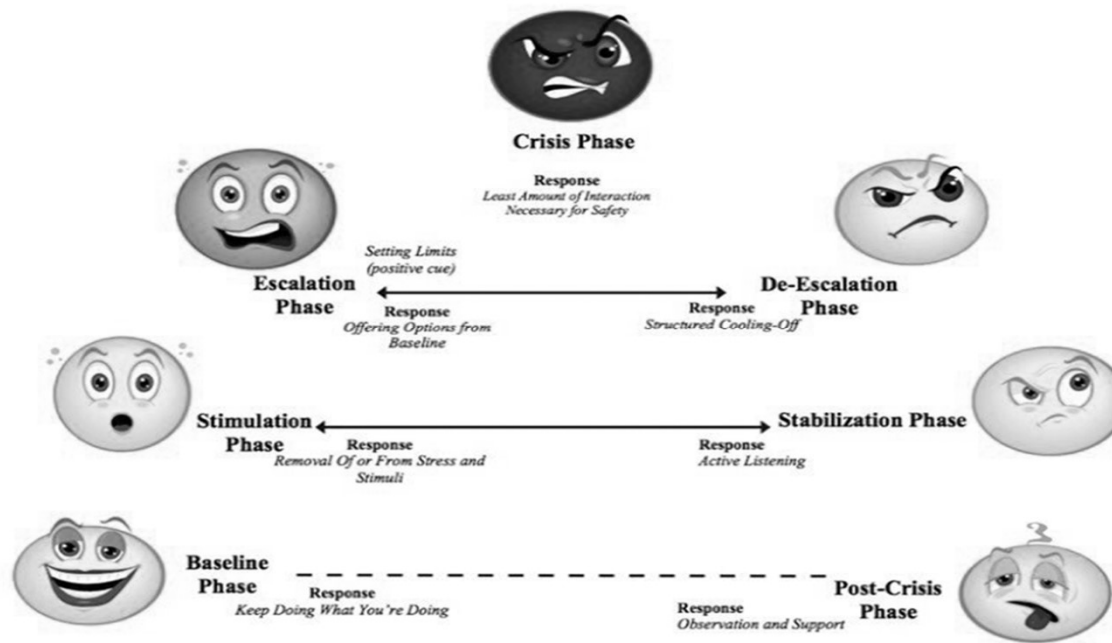 Crisis Phase
Response
Least Amount of Interaction
Necessary for Safety
Setting Limits
(positive cue)
Escalation
Phase
Response
Offering Options from
Baseline
De-Escalation
Phase
Response
Structured Cooling-Off
Stimulation
Phase
Response
Removal Of or From Stress and
Stimuli
Stabilization Phase
Response
Active Listening
Baseline
Phase
Response
Keep Doing What You're Doing
Post-Crisis
Phase
Response
Observation and Support